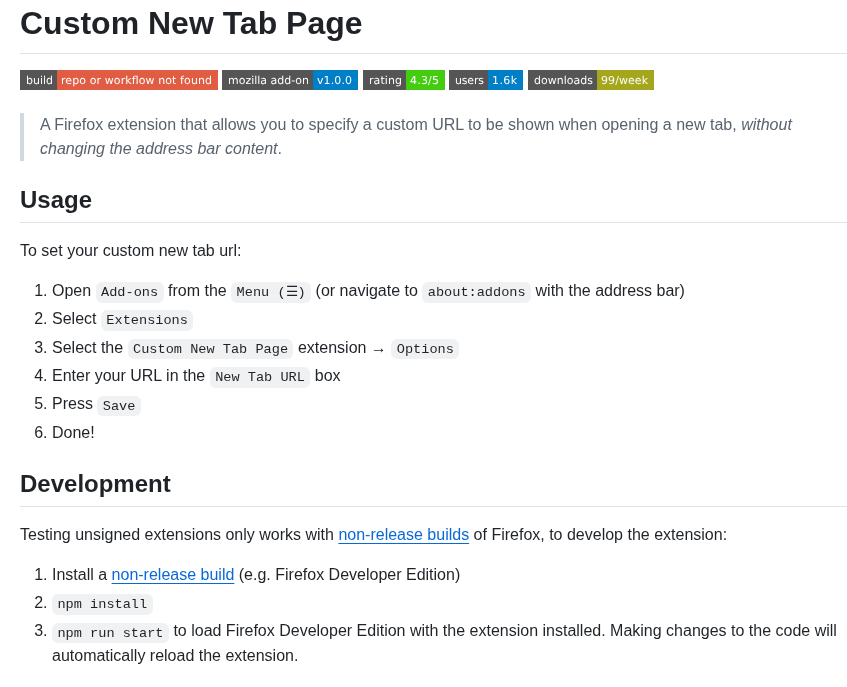 Custom New Tab Page
build repo or workflow not found mozilla add-on v1.0.0 rating 4.3/5 users 1.6k downloads 99/week
A Firefox extension that allows you to specify a custom URL to be shown when opening a new tab, without
changing the address bar content.
Usage
To set your custom new tab url:
1. Open Add-ons from the Menu (☰) (or navigate to about:addons with the address bar)
2. Select Extensions
3. Select the Custom New Tab Page extension → Options
4. Enter your URL in the New Tab URL box
5. Press Save
6. Done!
Development
Testing unsigned extensions only works with non-release builds of Firefox, to develop the extension:
1. Install a non-release build (e.g. Firefox Developer Edition)
2. npm install
3. npm run start to load Firefox Developer Edition with the extension installed. Making changes to the code will
automatically reload the extension.